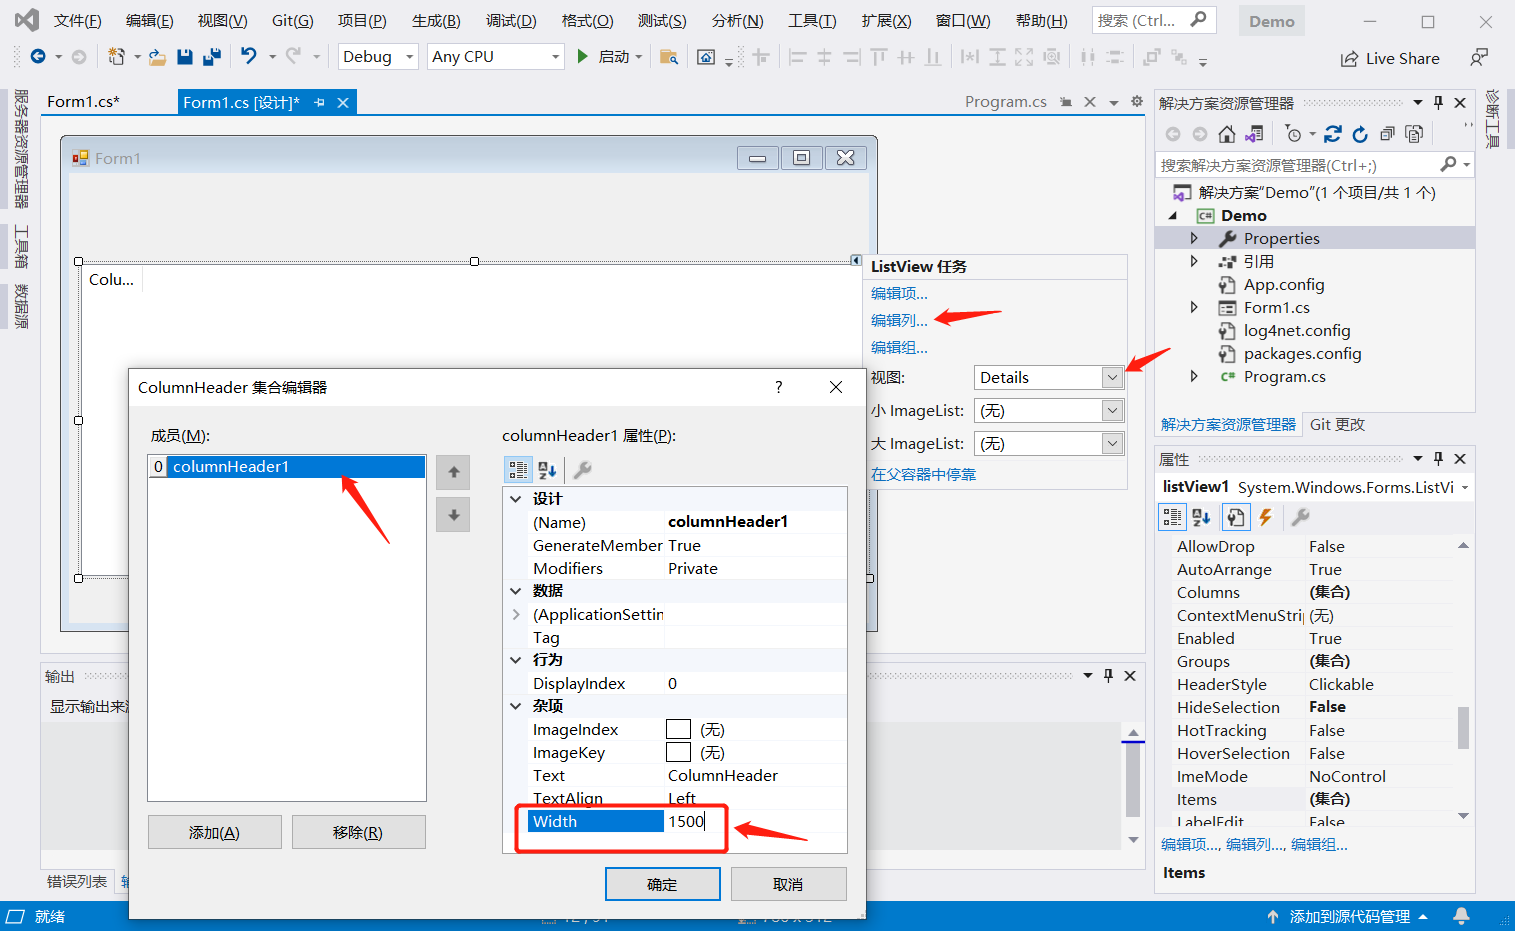 文件(F) 编辑(E) 视图(V) Git(G) 项目(P) 生成(B) 调试(D) 格式(O) 测试(S) 分析(N) 工具(T) 扩展(X) 窗口(W) 帮助(H) 搜索 (Ctrl... Demo
Debug Any CPU 启动 Live Share
服务器资源管理器
工具箱
数据源
Form1.cs* Form1.cs [设计]* Program.cs
Form1
Colu...
ListView 任务
编辑项...
编辑列...
编辑组...
视图: Details
小 ImageList: (无)
大 ImageList: (无)
在父容器中停靠
ColumnHeader 集合编辑器 ?
成员(M):
0 columnHeader1
添加(A) 移除(R)
columnHeader1 属性(P):
设计
(Name) columnHeader1
GenerateMember True
Modifiers Private
数据
(ApplicationSettin
Tag
行为
DisplayIndex 0
杂项
ImageIndex (无)
ImageKey (无)
Text ColumnHeader
TextAlign Left
Width 1500
确定 取消
输出
显示输出来
错误列表
解决方案资源管理器
搜索解决方案资源管理器(Ctrl+;)
解决方案"Demo"(1 个项目/共 1 个)
Demo
Properties
引用
App.config
Form1.cs
log4net.config
packages.config
Program.cs
解决方案资源管理器 Git 更改
诊断工具
属性
listView1 System.Windows.Forms.ListVi
AllowDrop False
AutoArrange True
Columns (集合)
ContextMenuStri (无)
Enabled True
Groups (集合)
HeaderStyle Clickable
HideSelection False
HotTracking False
HoverSelection False
ImeMode NoControl
Items (集合)
LabelEdit False
编辑项..., 编辑列..., 编辑组...
Items
就绪 添加到源代码管理